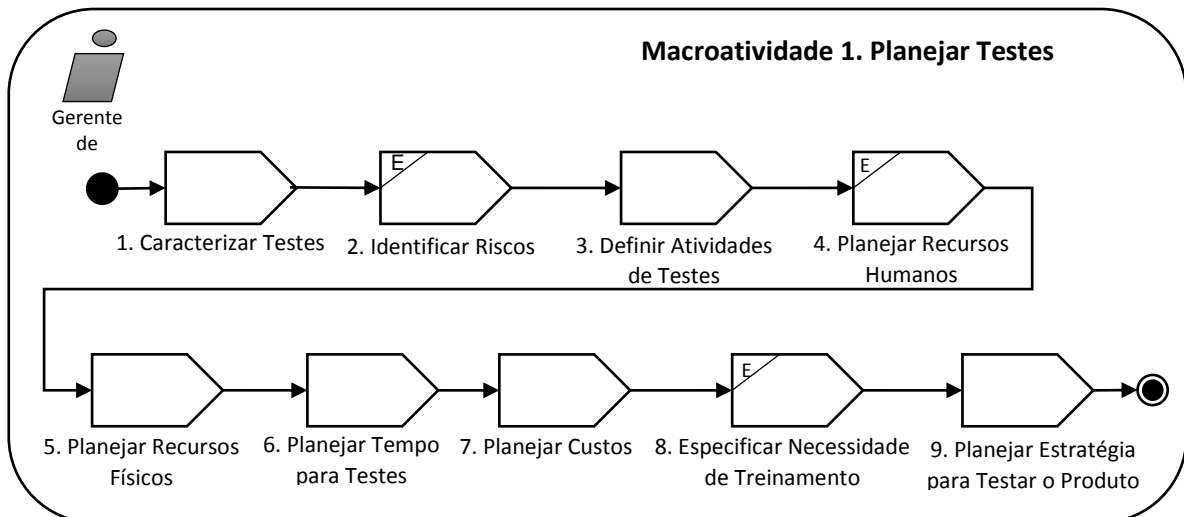 Macroatividade 1. Planejar Testes
Gerente
de
E
E
1. Caracterizar Testes
2. Identificar Riscos
3. Definir Atividades
de Testes
4. Planejar Recursos
Humanos
E
5. Planejar Recursos
Físicos
6. Planejar Tempo
para Testes
7. Planejar Custos
8. Especificar Necessidade
de Treinamento
9. Planejar Estratégia
para Testar o Produto